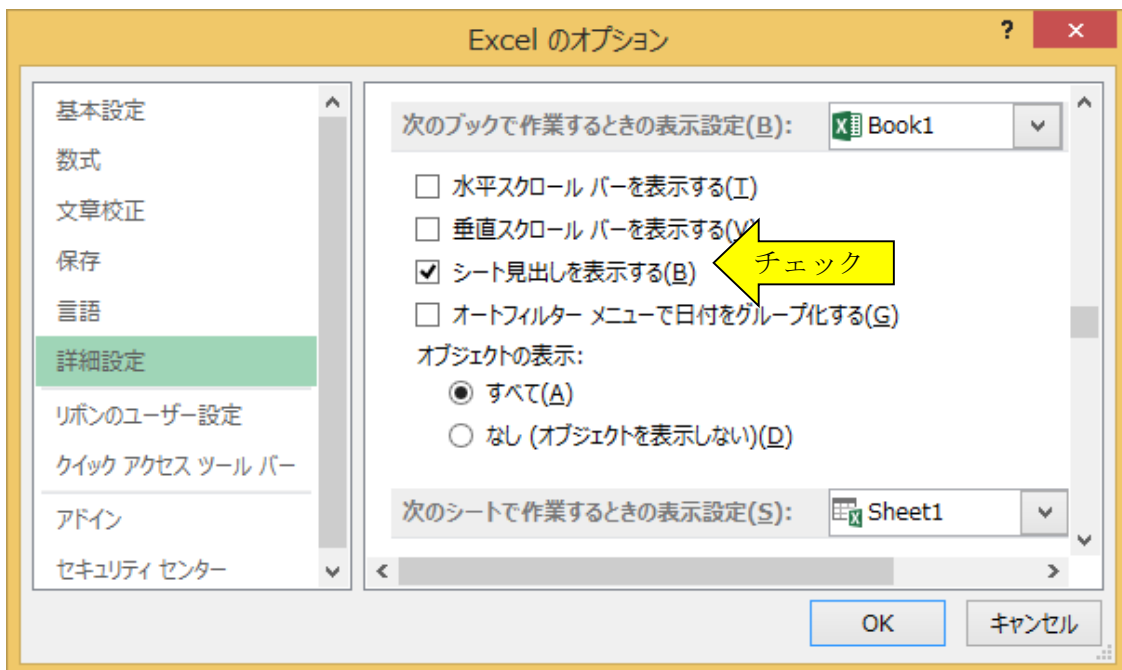 Excel のオプション
?
×
基本設定
数式
文章校正
保存
言語
詳細設定
リボンのユーザー設定
クイック アクセス ツール バー
アドイン
セキュリティ センター
次のブックで作業するときの表示設定(B): Book1
水平スクロール バーを表示する(T)
垂直スクロール バーを表示する(V)
シート見出しを表示する(B)
チェック
オートフィルター メニューで日付をグループ化する(G)
オブジェクトの表示:
すべて(A)
なし (オブジェクトを表示しない)(D)
次のシートで作業するときの表示設定(S): Sheet1
OK
キャンセル